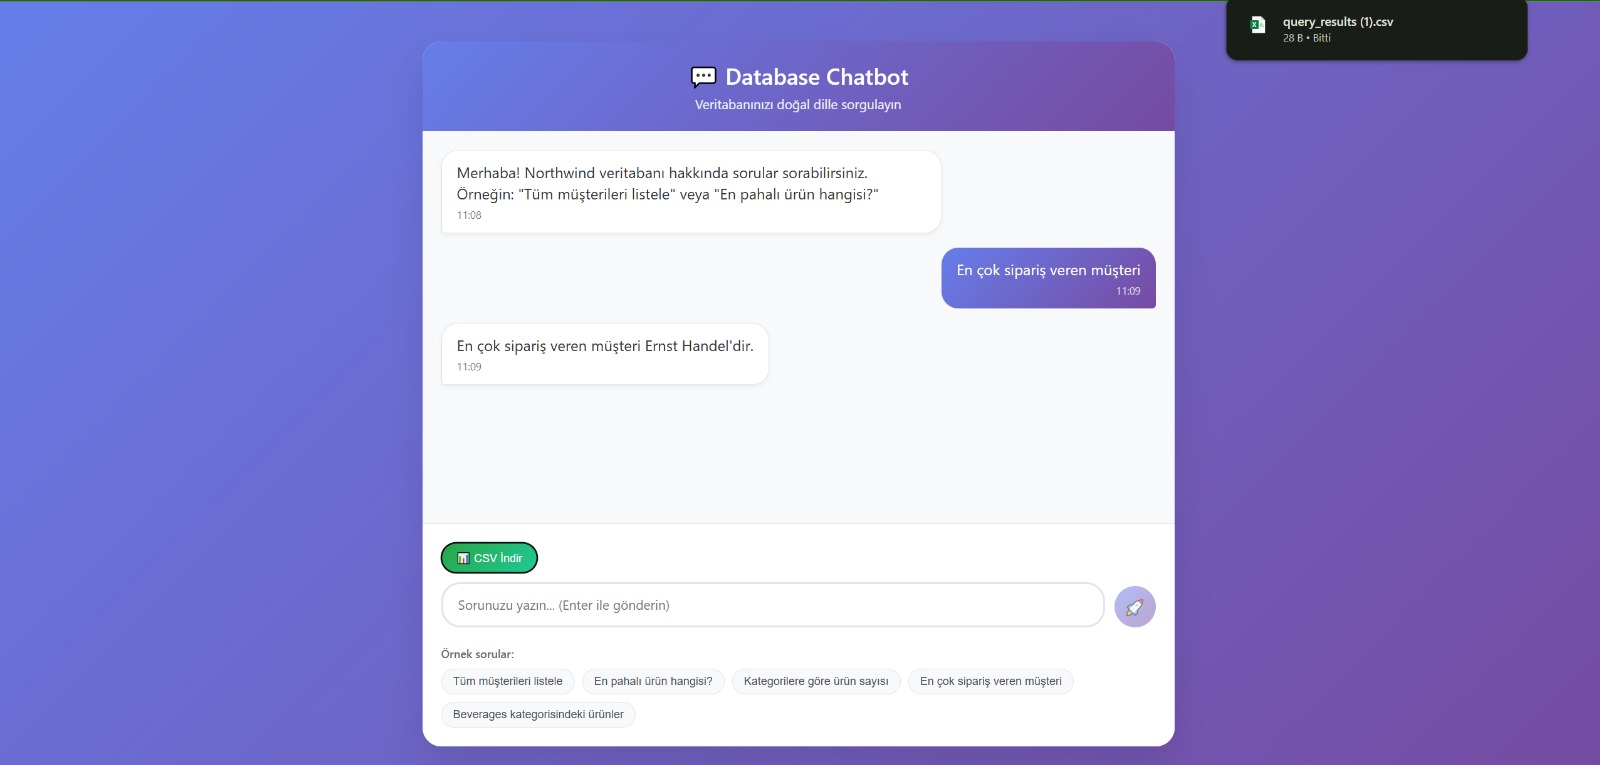 query_results (1).csv
28 B • Bitti
💬 Database Chatbot
Veritabanınızı doğal dille sorgulayın
Merhaba! Northwind veritabanı hakkında sorular sorabilirsiniz.
Örneğin: "Tüm müşterileri listele" veya "En pahalı ürün hangisi?"
11:08
En çok sipariş veren müşteri
11:09
En çok sipariş veren müşteri Ernst Handel'dir.
11:09
📊 CSV İndir
Sorunuzu yazın... (Enter ile gönderin)
Örnek sorular:
Tüm müşterileri listele En pahalı ürün hangisi? Kategorilere göre ürün sayısı En çok sipariş veren müşteri
Beverages kategorisindeki ürünler